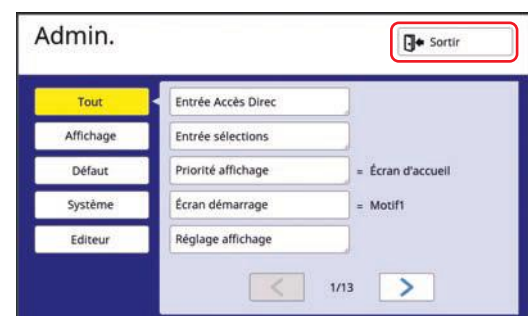 Admin.
Sortir
Tout
Entrée Accès Direc
Affichage
Entrée sélections
Défaut
Priorité affichage = Écran d'accueil
Système
Écran démarrage = Motif1
Editeur
Réglage affichage
< 1/13 >